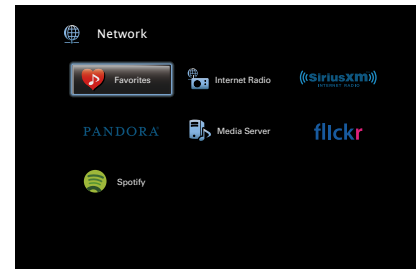 Network
Favorites
Internet Radio
((SiriusXM))
INTERNET RADIO
PANDORA
Media Server
flickr
Spotify